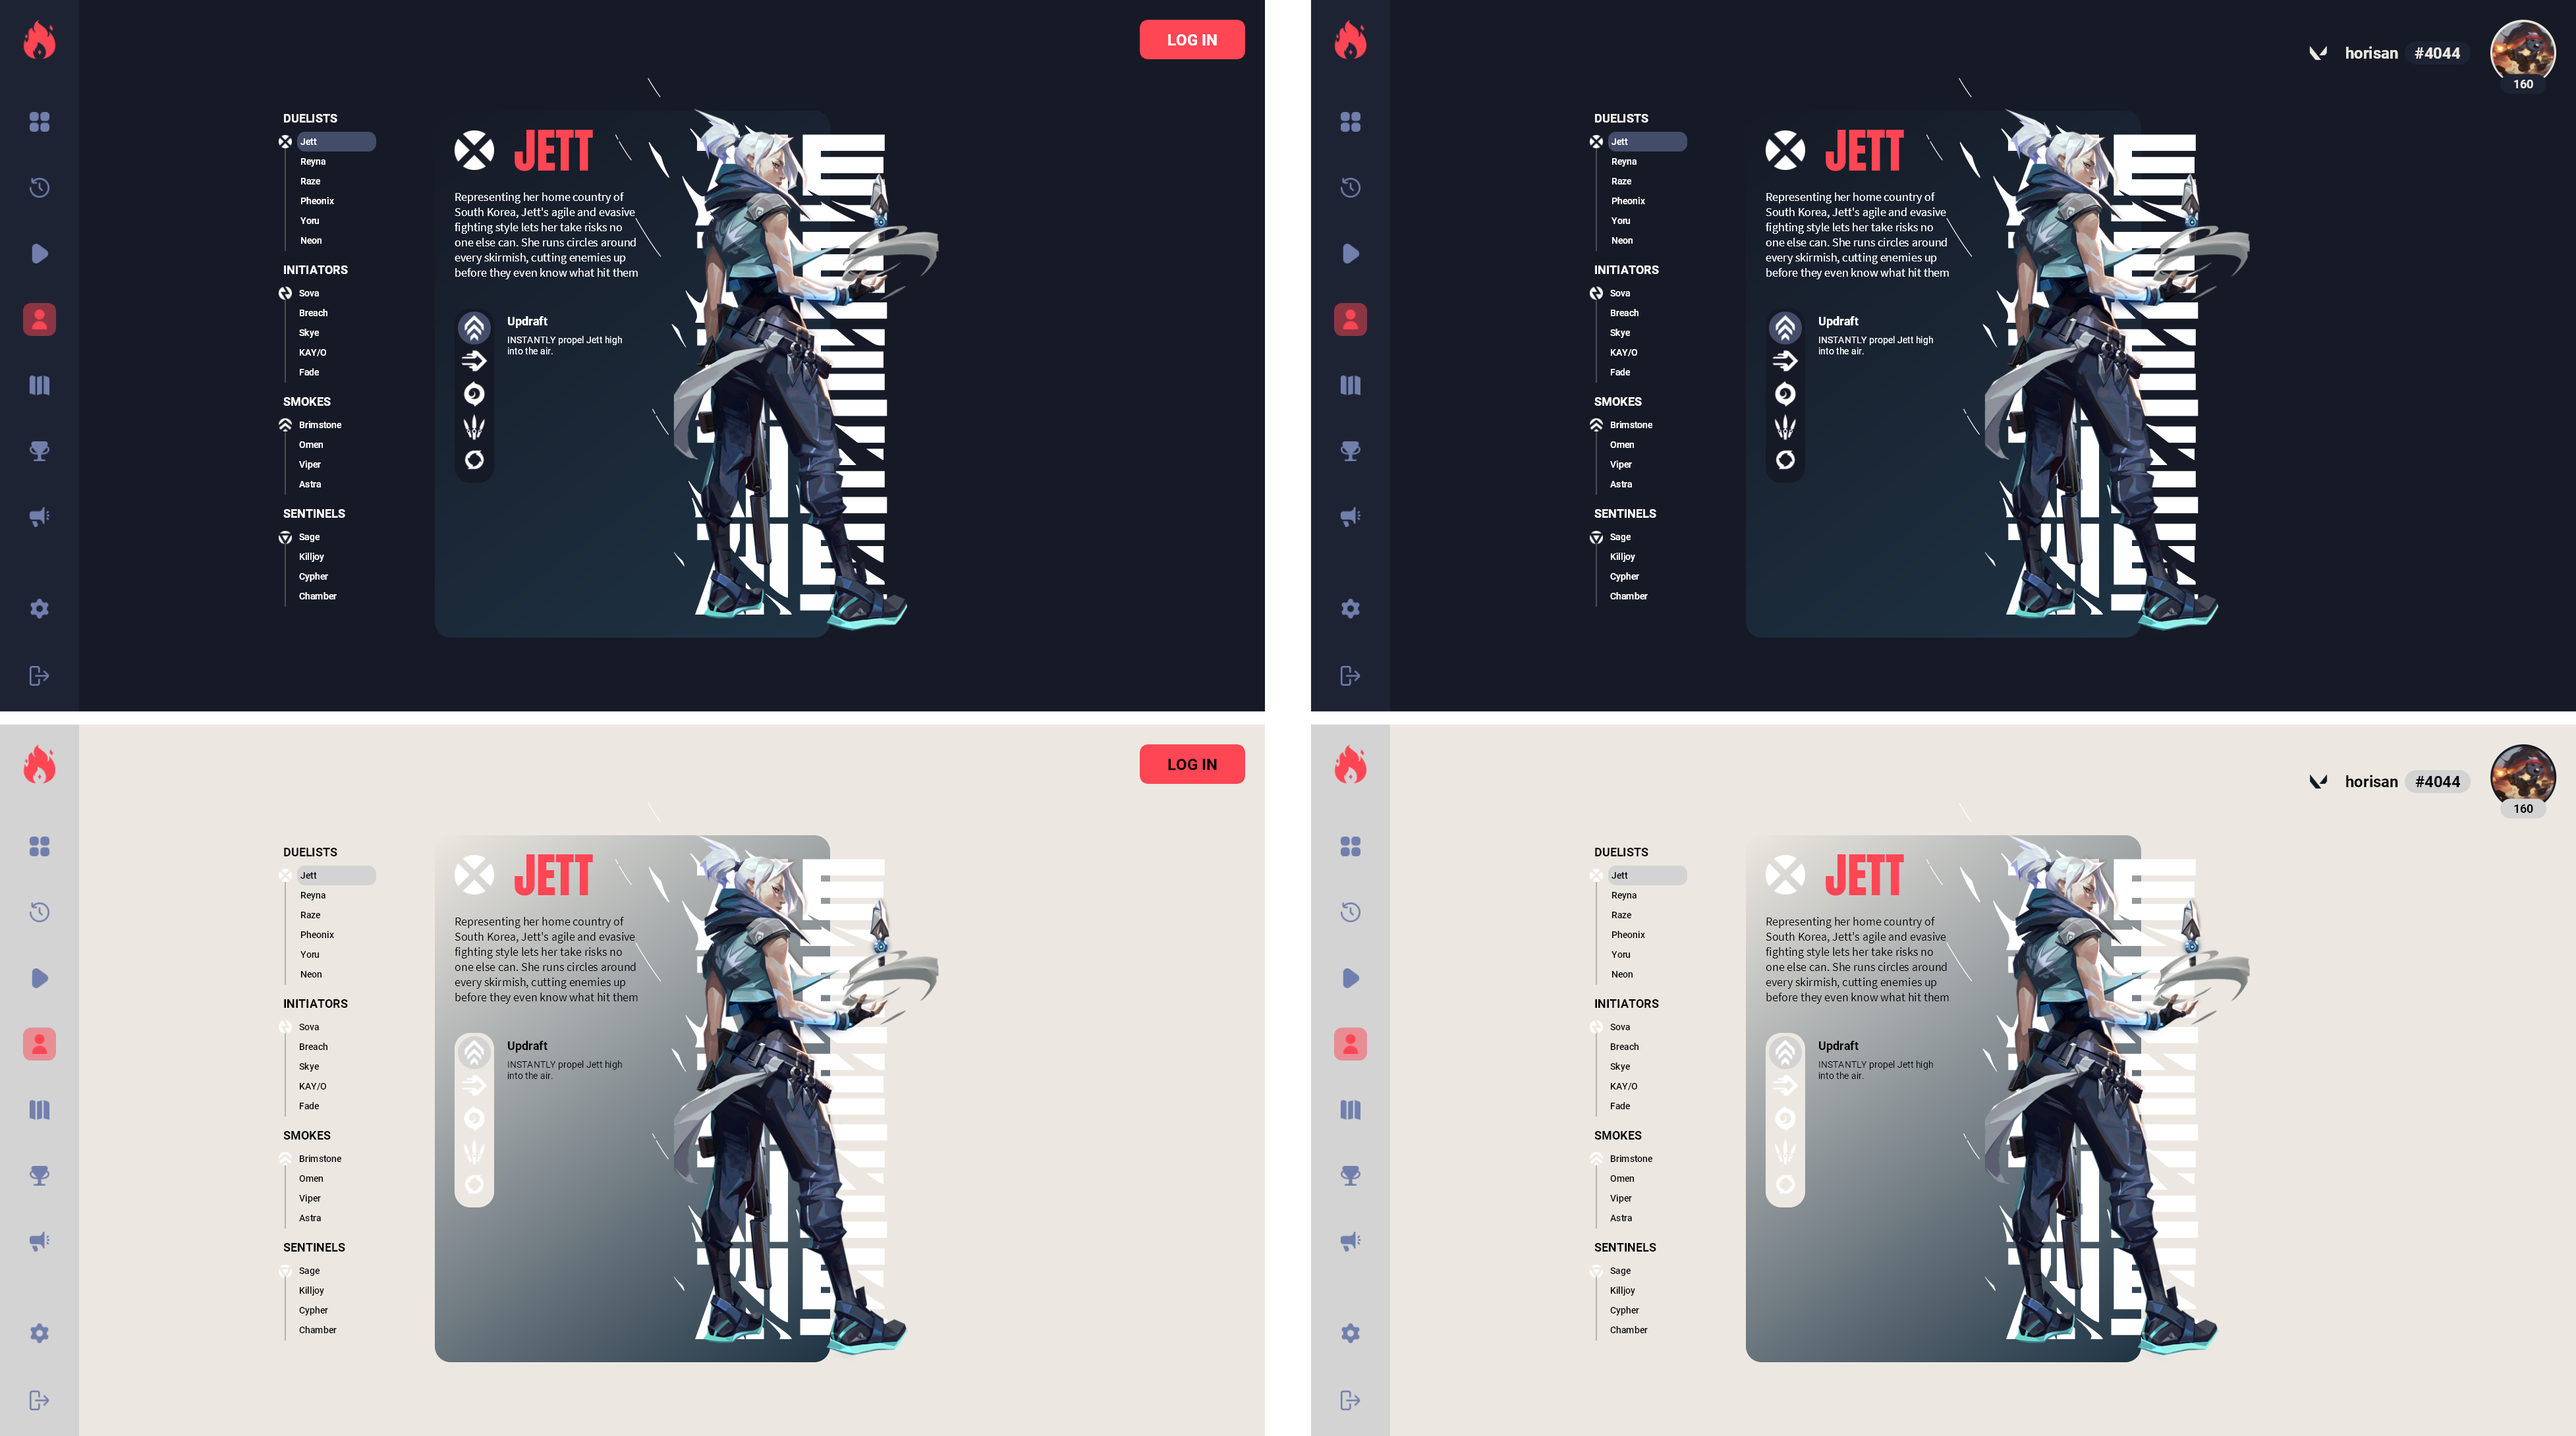 LOG IN
DUELISTS
Jett
Reyna
Raze
Pheonix
Yoru
Neon
INITIATORS
Sova
Breach
Skye
KAY/O
Fade
SMOKES
Brimstone
Omen
Viper
Astra
SENTINELS
Sage
Killjoy
Cypher
Chamber
JETT
Representing her home country of
South Korea, Jett's agile and evasive
fighting style lets her take risks no
one else can. She runs circles around
every skirmish, cutting enemies up
before they even know what hit them
Updraft
INSTANTLY propel Jett high
into the air.
horisan #4044
160
DUELISTS
Jett
Reyna
Raze
Pheonix
Yoru
Neon
INITIATORS
Sova
Breach
Skye
KAY/O
Fade
SMOKES
Brimstone
Omen
Viper
Astra
SENTINELS
Sage
Killjoy
Cypher
Chamber
JETT
Representing her home country of
South Korea, Jett's agile and evasive
fighting style lets her take risks no
one else can. She runs circles around
every skirmish, cutting enemies up
before they even know what hit them
Updraft
INSTANTLY propel Jett high
into the air.
LOG IN
DUELISTS
Jett
Reyna
Raze
Pheonix
Yoru
Neon
INITIATORS
Sova
Breach
Skye
KAY/O
Fade
SMOKES
Brimstone
Omen
Viper
Astra
SENTINELS
Sage
Killjoy
Cypher
Chamber
JETT
Representing her home country of
South Korea, Jett's agile and evasive
fighting style lets her take risks no
one else can. She runs circles around
every skirmish, cutting enemies up
before they even know what hit them
Updraft
INSTANTLY propel Jett high
into the air.
horisan #4044
160
DUELISTS
Jett
Reyna
Raze
Pheonix
Yoru
Neon
INITIATORS
Sova
Breach
Skye
KAY/O
Fade
SMOKES
Brimstone
Omen
Viper
Astra
SENTINELS
Sage
Killjoy
Cypher
Chamber
JETT
Representing her home country of
South Korea, Jett's agile and evasive
fighting style lets her take risks no
one else can. She runs circles around
every skirmish, cutting enemies up
before they even know what hit them
Updraft
INSTANTLY propel Jett high
into the air.